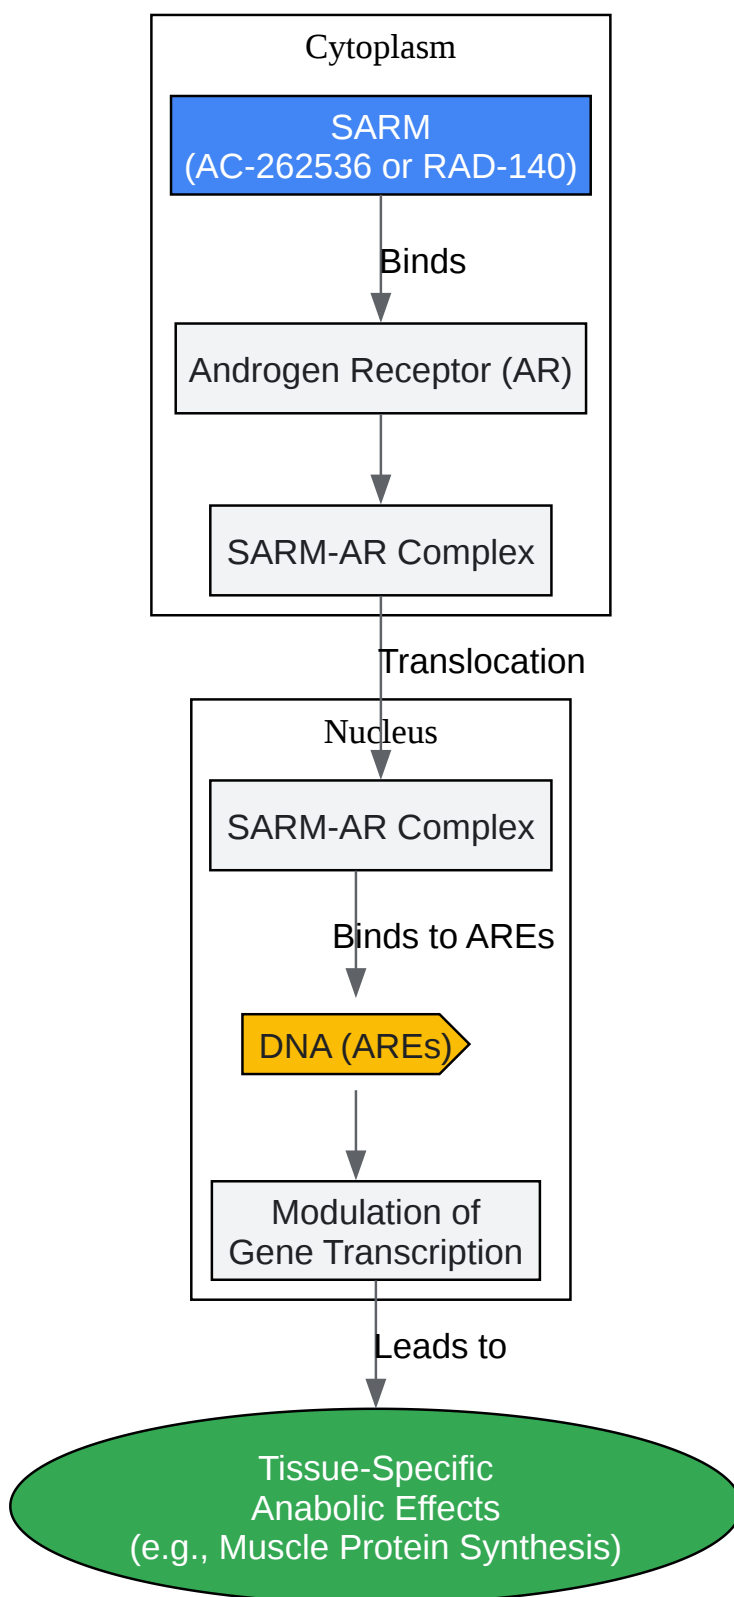 Cytoplasm
SARM
(AC-262536 or RAD-140)
Binds
Androgen Receptor (AR)
SARM-AR Complex
Translocation
Nucleus
SARM-AR Complex
Binds to AREs
DNA (AREs)
Modulation of
Gene Transcription
Leads to
Tissue-Specific
Anabolic Effects
(e.g., Muscle Protein Synthesis)